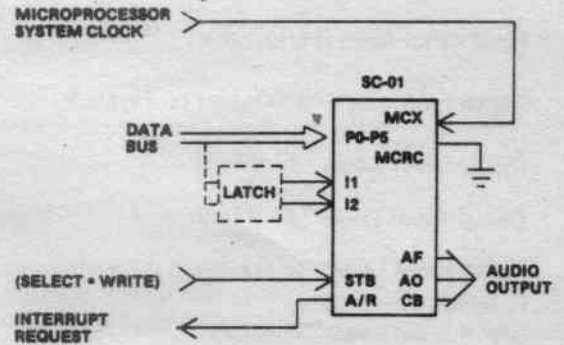 MICROPROCESSOR
SYSTEM CLOCK
SC-01
MCX
DATA
BUS
P0-P5
MCRC
LATCH
I1
I2
AF
(SELECT • WRITE)
STB
AO
AUDIO
OUTPUT
A/R
CB
INTERRUPT
REQUEST